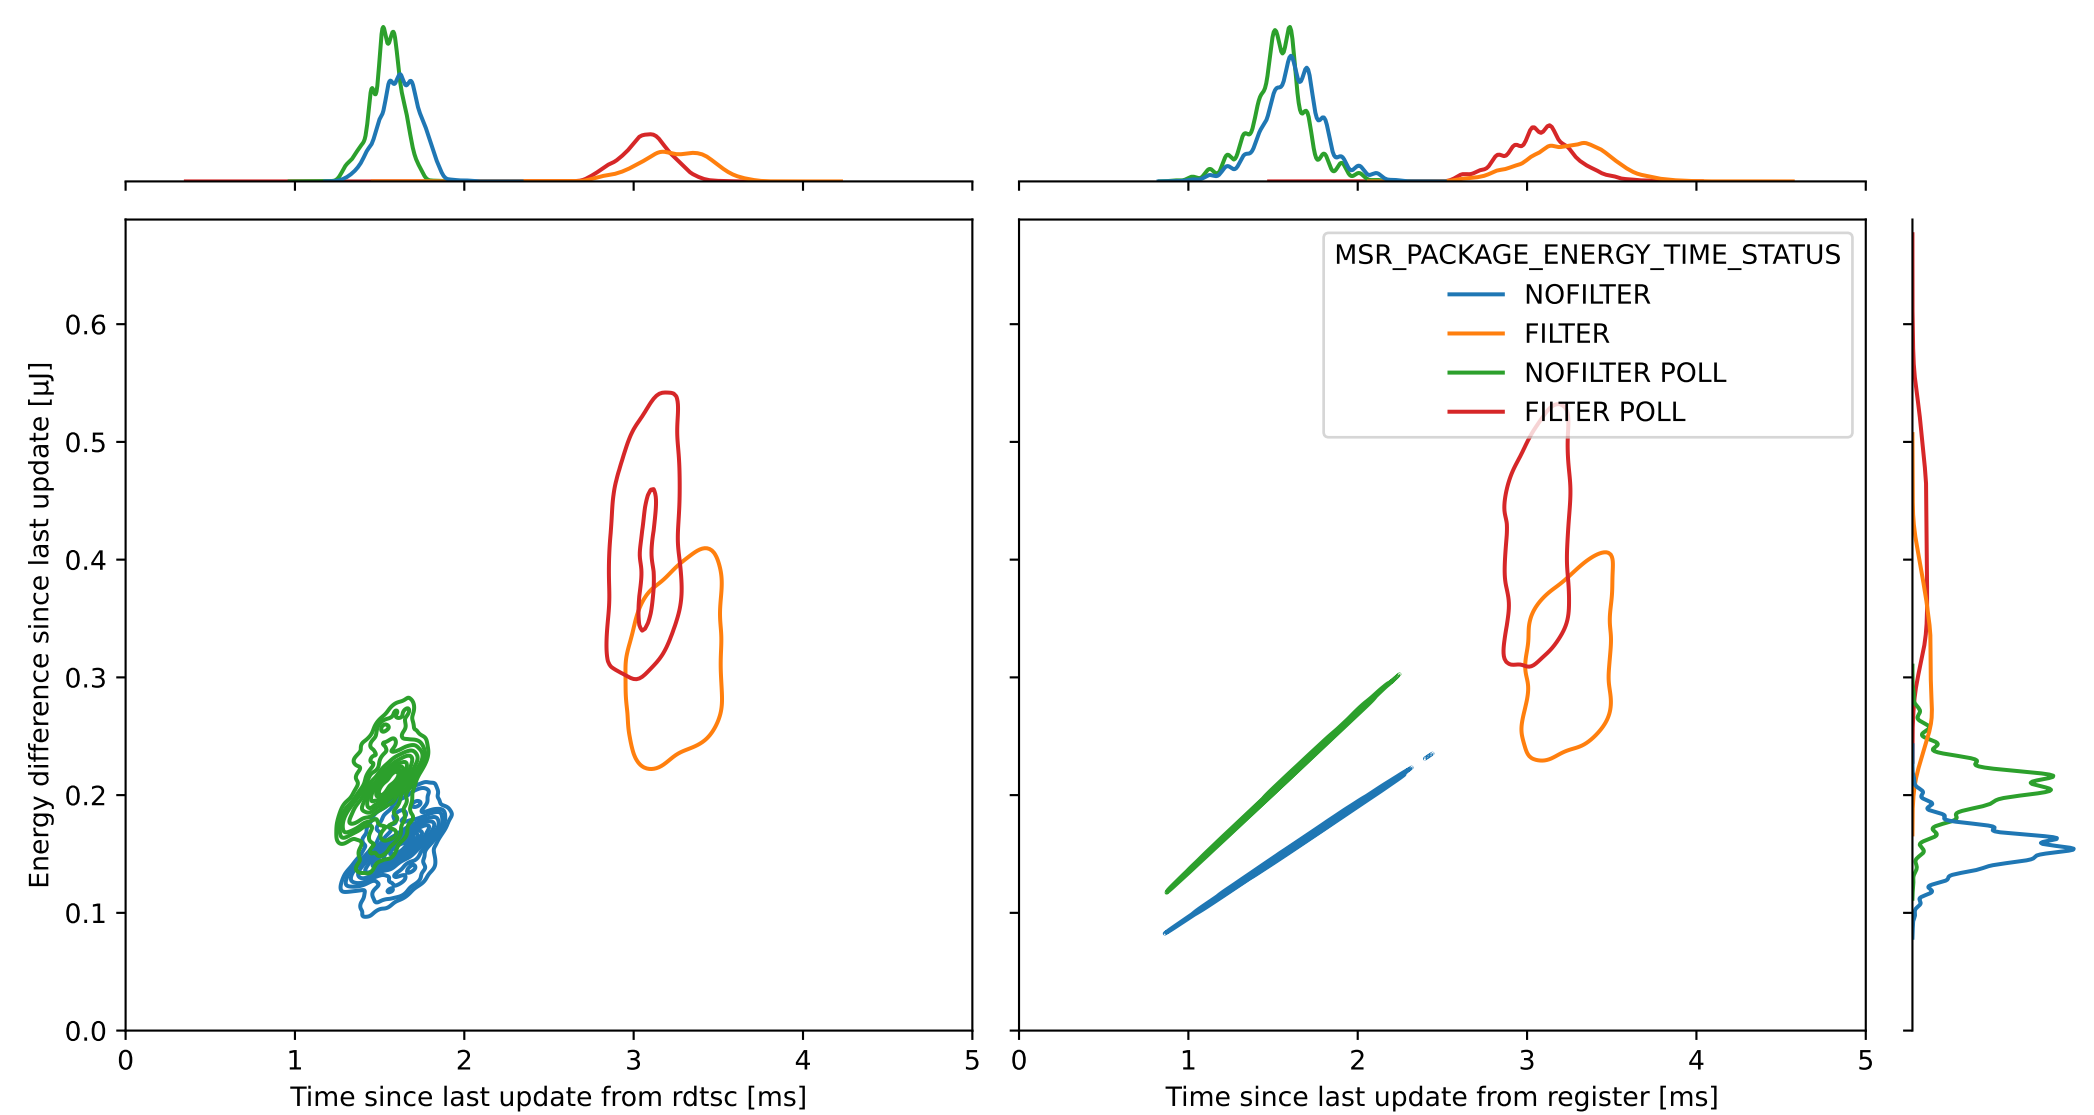 MSR_PACKAGE_ENERGY_TIME_STATUS
NOFILTER
FILTER
NOFILTER POLL
FILTER POLL
0.6
0.5
0.4
0.3
0.2
0.1
0.0
Energy difference since last update [µJ]
0 1 2 3 4 5
0 1 2 3 4 5
Time since last update from rdtsc [ms]
Time since last update from register [ms]